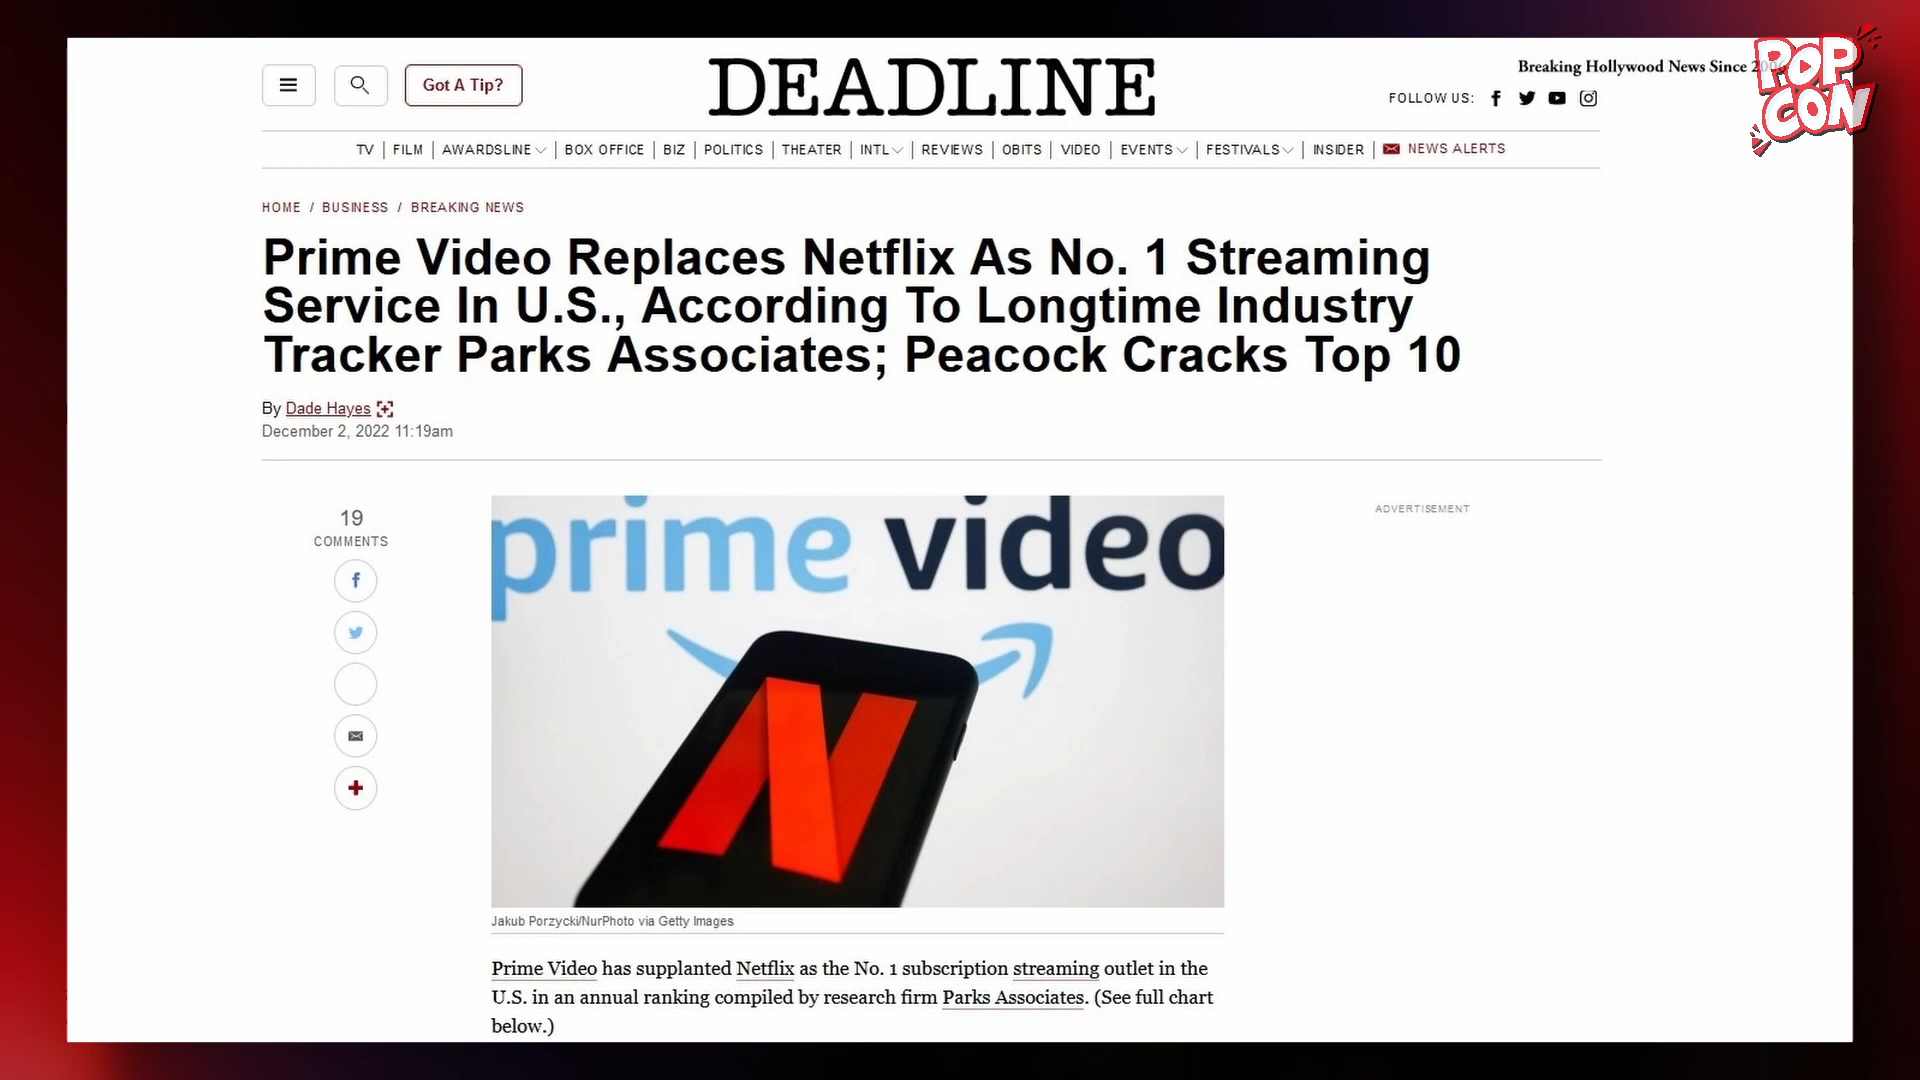 Got A Tip?
DEADLINE
Breaking Hollywood News Since
FOLLOW US:
POP
CON
TV | FILM | AWARDSLINE | BOX OFFICE | BIZ | POLITICS | THEATER | INTL | REVIEWS | OBITS | VIDEO | EVENTS | FESTIVALS | INSIDER | NEWS ALERTS
HOME / BUSINESS / BREAKING NEWS
Prime Video Replaces Netflix As No. 1 Streaming
Service In U.S., According To Longtime Industry
Tracker Parks Associates; Peacock Cracks Top 10
By Dade Hayes
December 2, 2022 11:19am
19
COMMENTS
prime video
N
ADVERTISEMENT
Jakub Porzycki/NurPhoto via Getty Images
Prime Video has supplanted Netflix as the No. 1 subscription streaming outlet in the
U.S. in an annual ranking compiled by research firm Parks Associates. (See full chart
below.)